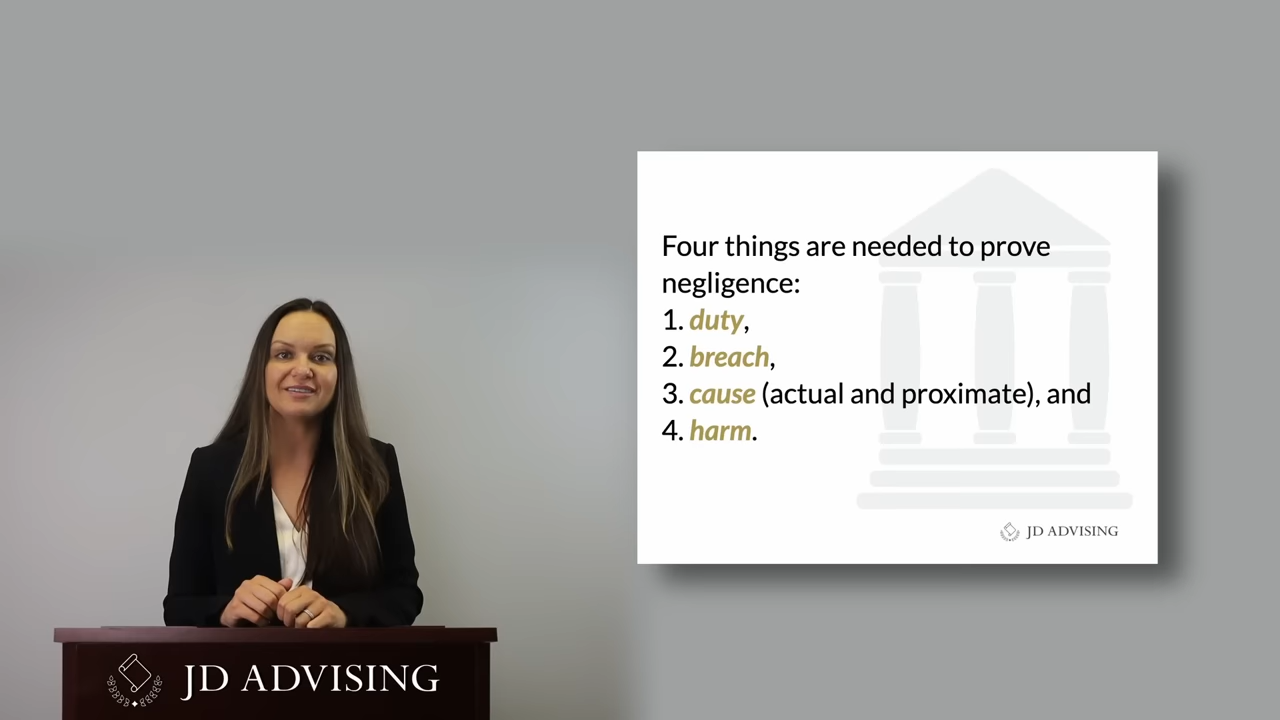 Four things are needed to prove
negligence:
1. duty,
2. breach,
3. cause (actual and proximate), and
4. harm.
JD ADVISING
JD ADVISING